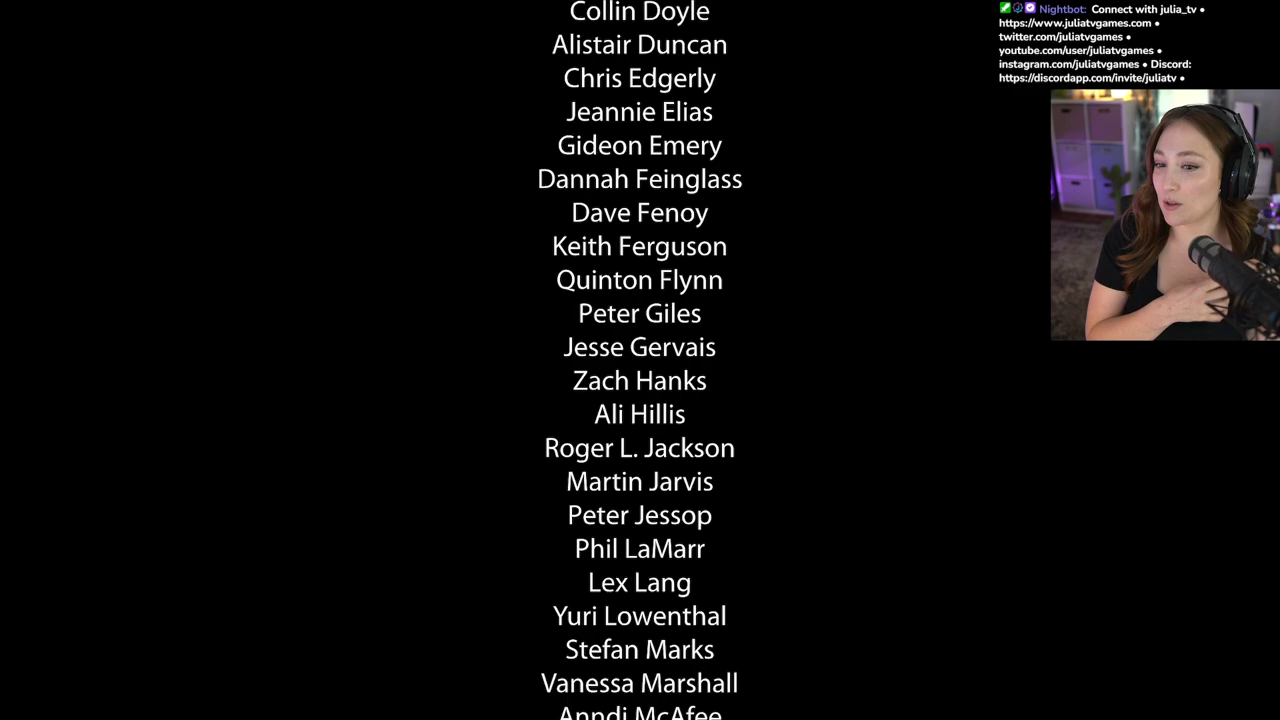 Collin Doyle
Alistair Duncan
Chris Edgerly
Jeannie Elias
Gideon Emery
Dannah Feinglass
Dave Fenoy
Keith Ferguson
Quinton Flynn
Peter Giles
Jesse Gervais
Zach Hanks
Ali Hillis
Roger L. Jackson
Martin Jarvis
Peter Jessop
Phil LaMarr
Lex Lang
Yuri Lowenthal
Stefan Marks
Vanessa Marshall
Anndi McAfee
Nightbot: Connect with julia_tv •
https://www.juliatvgames.com •
twitter.com/juliatvgames •
youtube.com/user/juliatvgames •
instagram.com/juliatvgames • Discord:
https://discordapp.com/invite/juliatv •